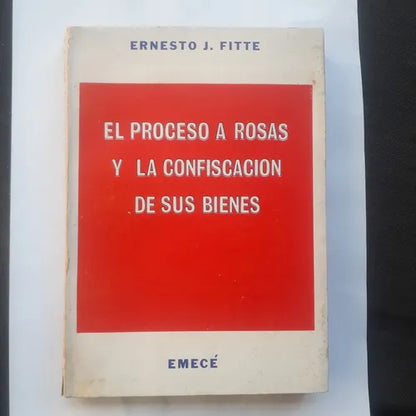 ERNESTO J. FITTE
EL PROCESO A ROSAS
Y LA CONFISCACION
DE SUS BIENES
EMECÉ